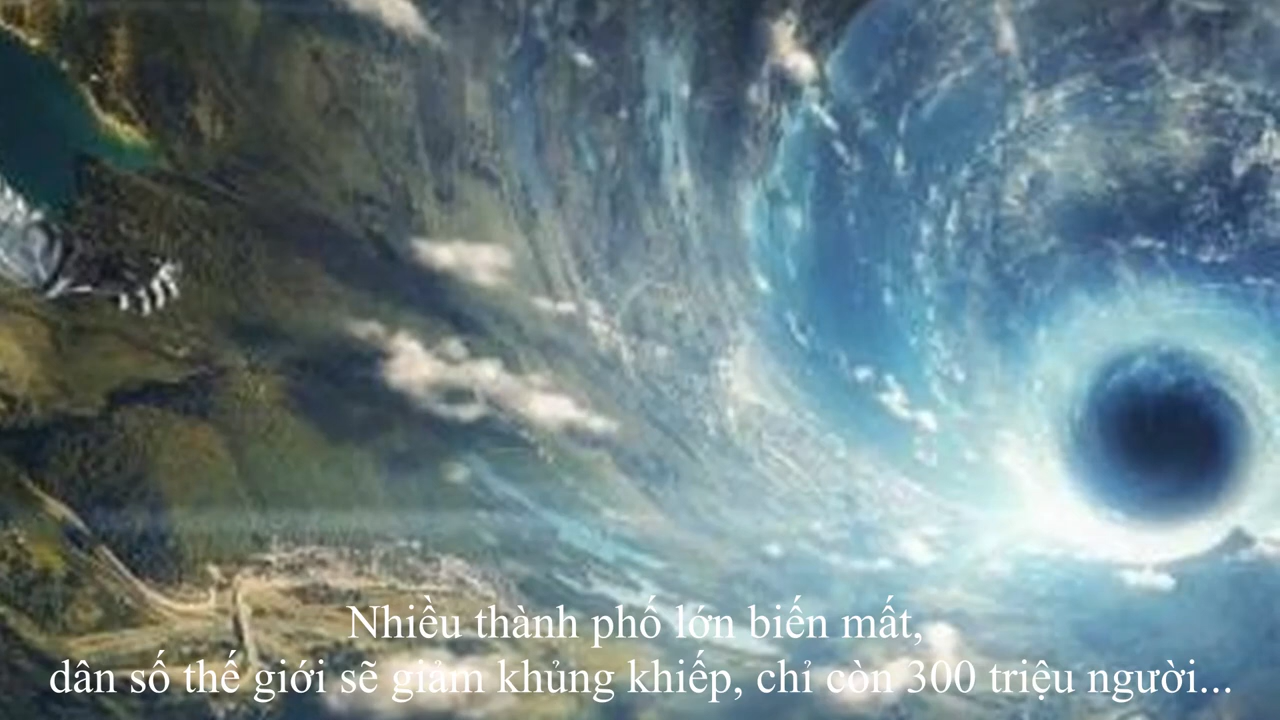 Nhiều thành phố lớn biến mất,
dân số thế giới sẽ giảm khủng khiếp, chỉ còn 300 triệu người...